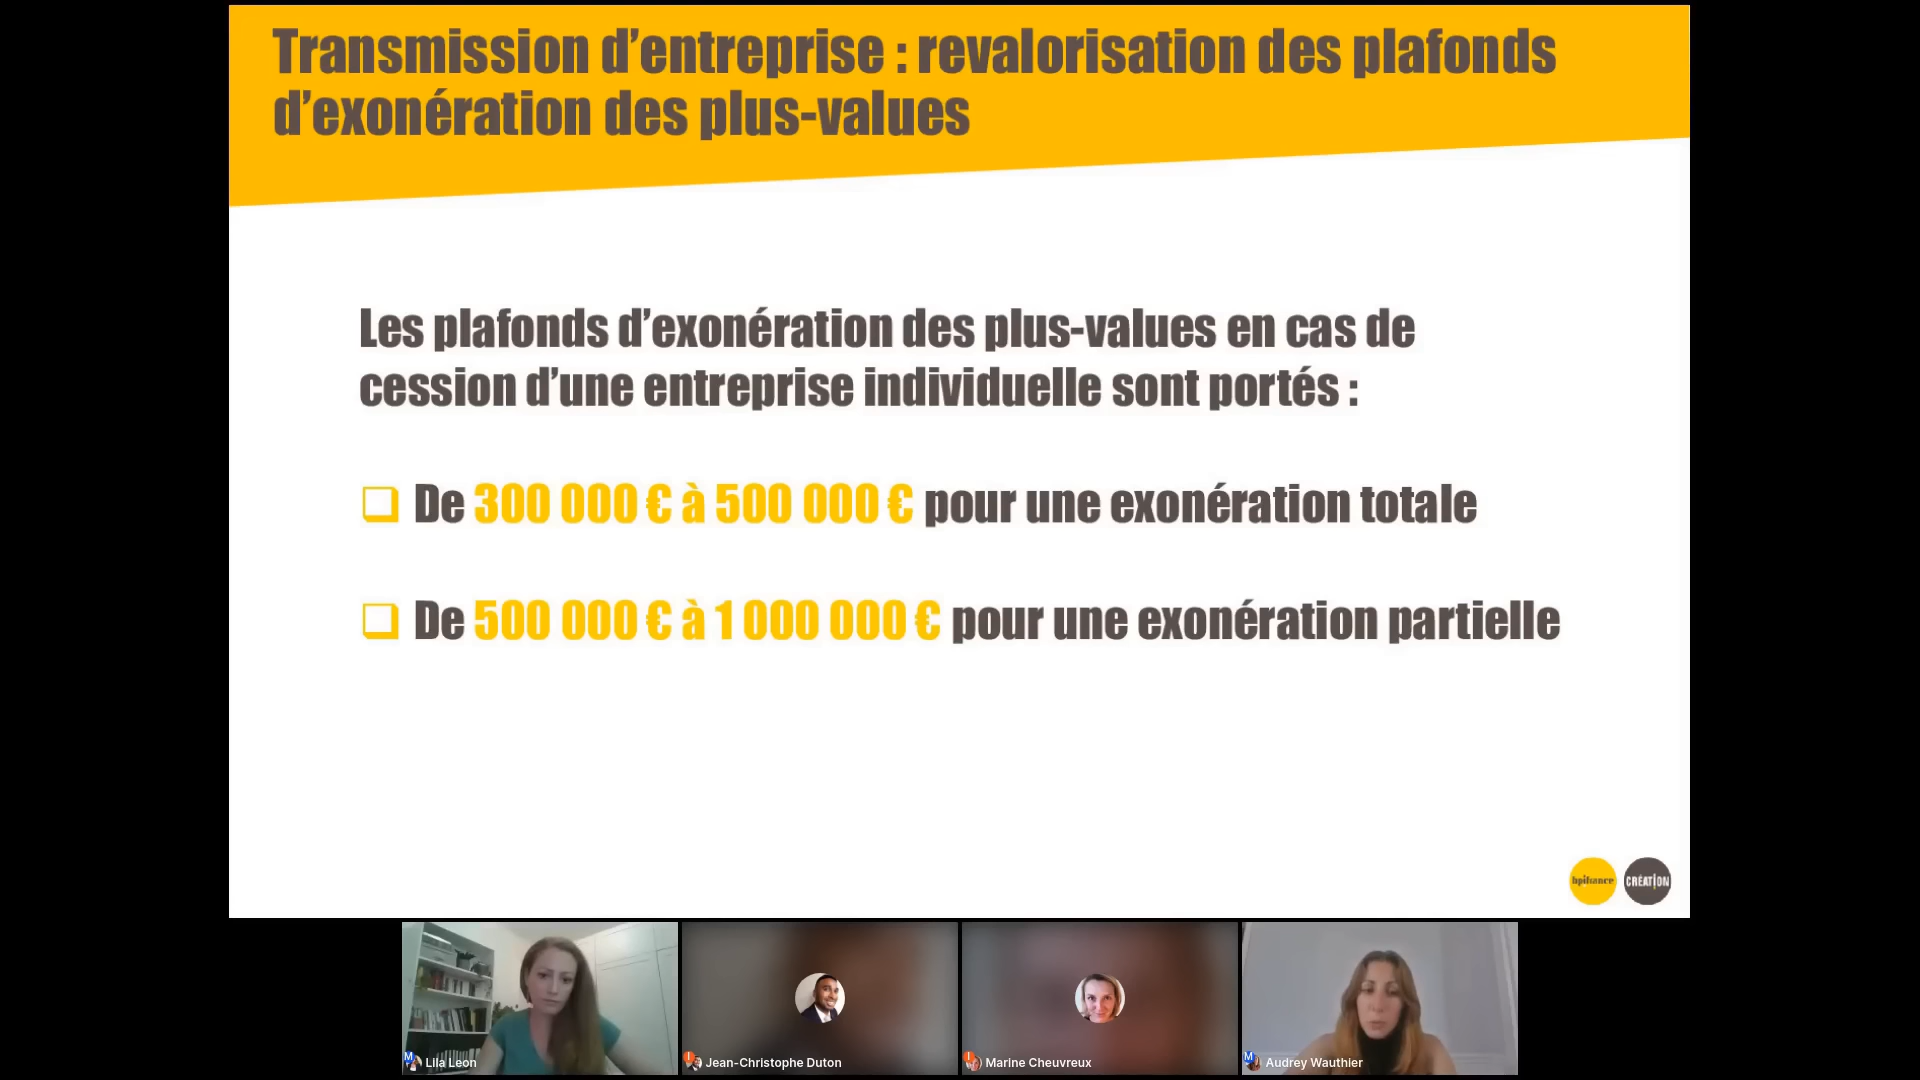 Transmission d’entreprise : revalorisation des plafonds
d’exonération des plus-values
Les plafonds d’exonération des plus-values en cas de
cession d’une entreprise individuelle sont portés :
❑ De 300 000 € à 500 000 € pour une exonération totale
❑ De 500 000 € à 1 000 000 € pour une exonération partielle
bpifrance
CRÉATION
M
Lila Leon
I
Jean-Christophe Duton
I
Marine Cheuvreux
M
Audrey Wauthier